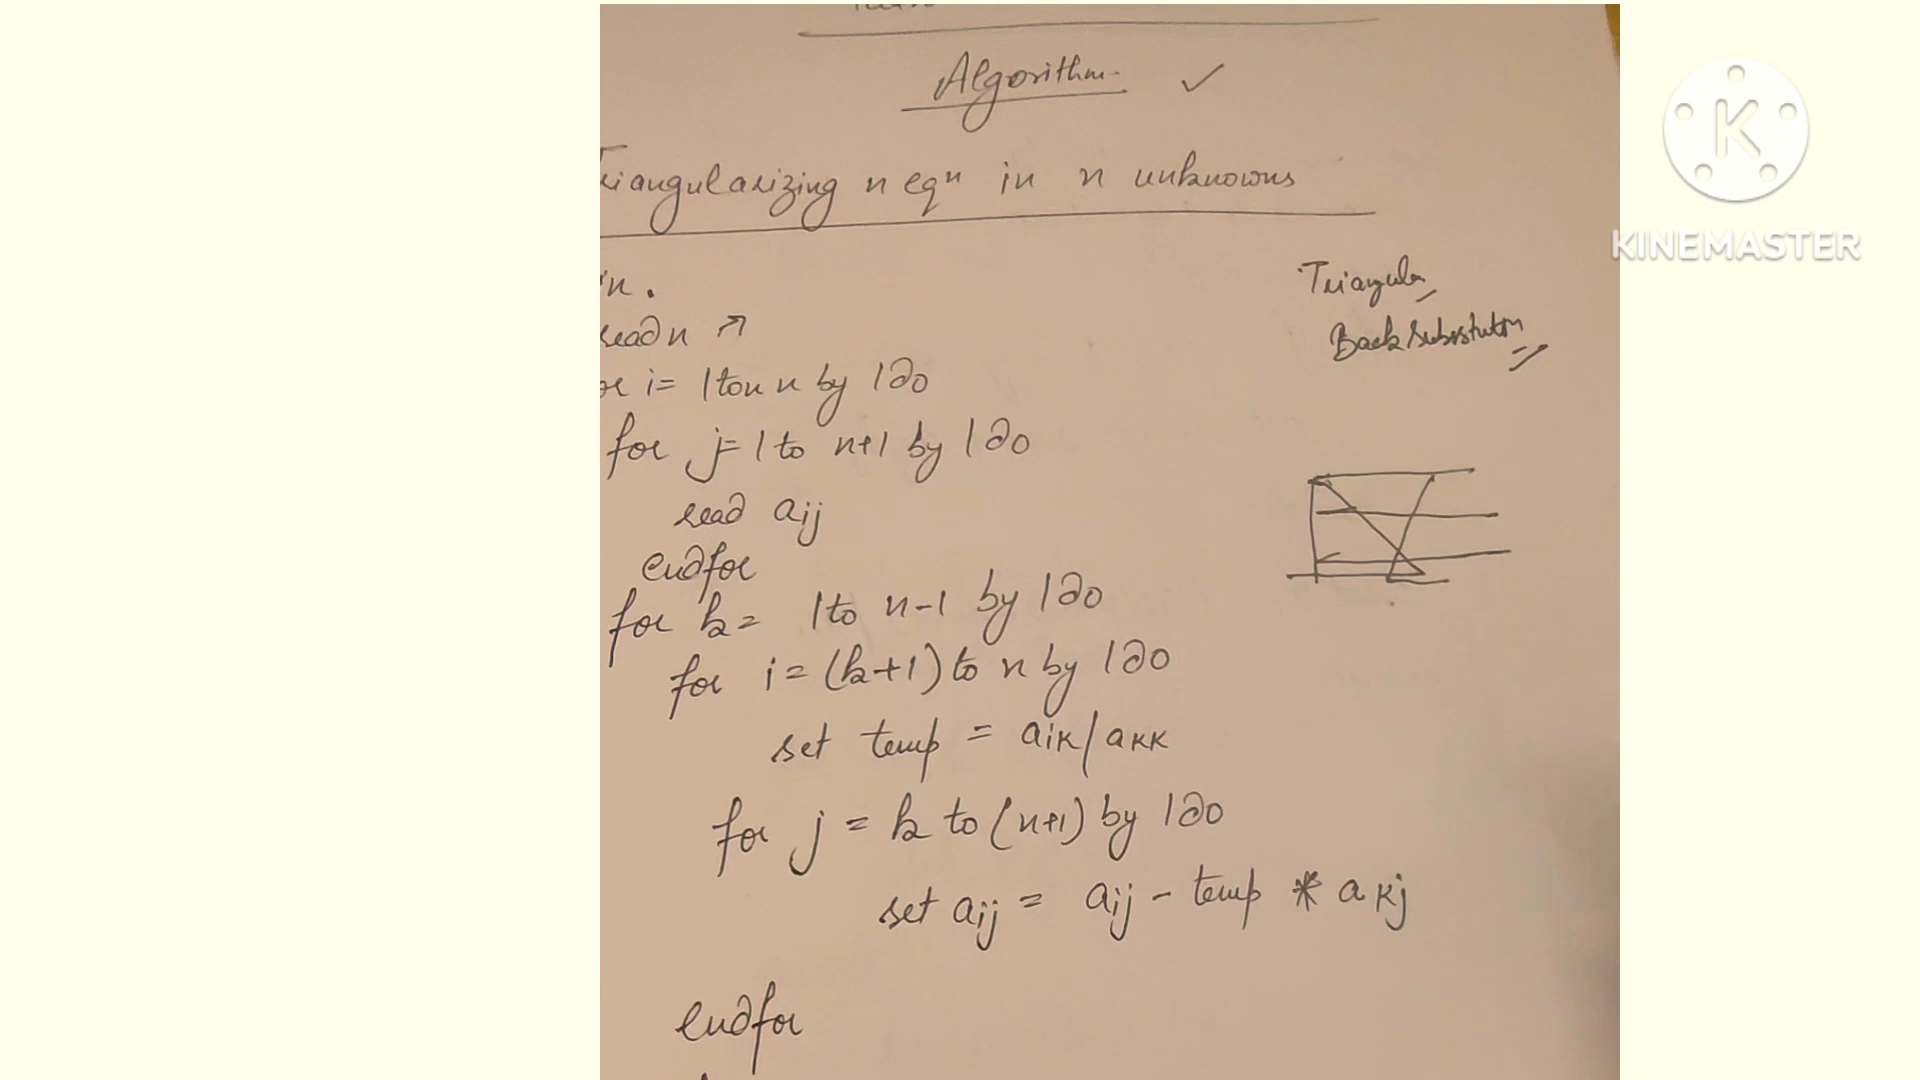 Algorithm
Triangularizing n eqn in n unknowns
Triangular
Back Substitutn
read n
for i = 1 to n by 1 do
for j = 1 to n+1 by 1 do
read aij
endfor
for k = 1 to n-1 by 1 do
for i = (k+1) to n by 1 do
set temp = aik/akk
for j = k to (n+1) by 1 do
set aij = aij - temp * akj
endfor
K
KINEMASTER